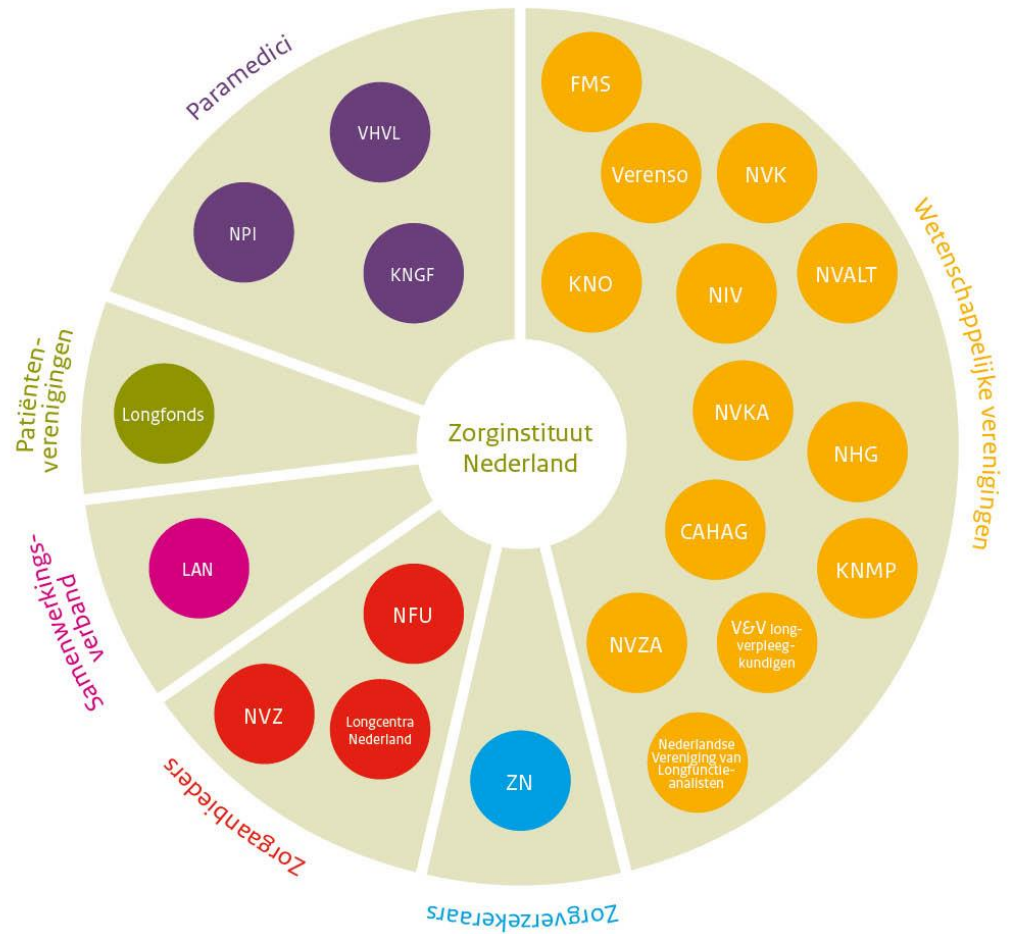 Paramedici
VHVL
NPI
KNGF
Patiënten-
verenigingen
Longfonds
Samenwerkings-
verband
LAN
Zorgaanbieders
NFU
NVZ
Longcentra
Nederland
Zorgverzekeraars
ZN
Zorginstituut
Nederland
Wetenschappelijke verenigingen
FMS
Verenso
NVK
KNO
NIV
NVALT
NVKA
NHG
CAHAG
KNMP
NVZA
V&V long-
verpleeg-
kundigen
Nederlandse
Vereniging van
Longfunctie-
analisten